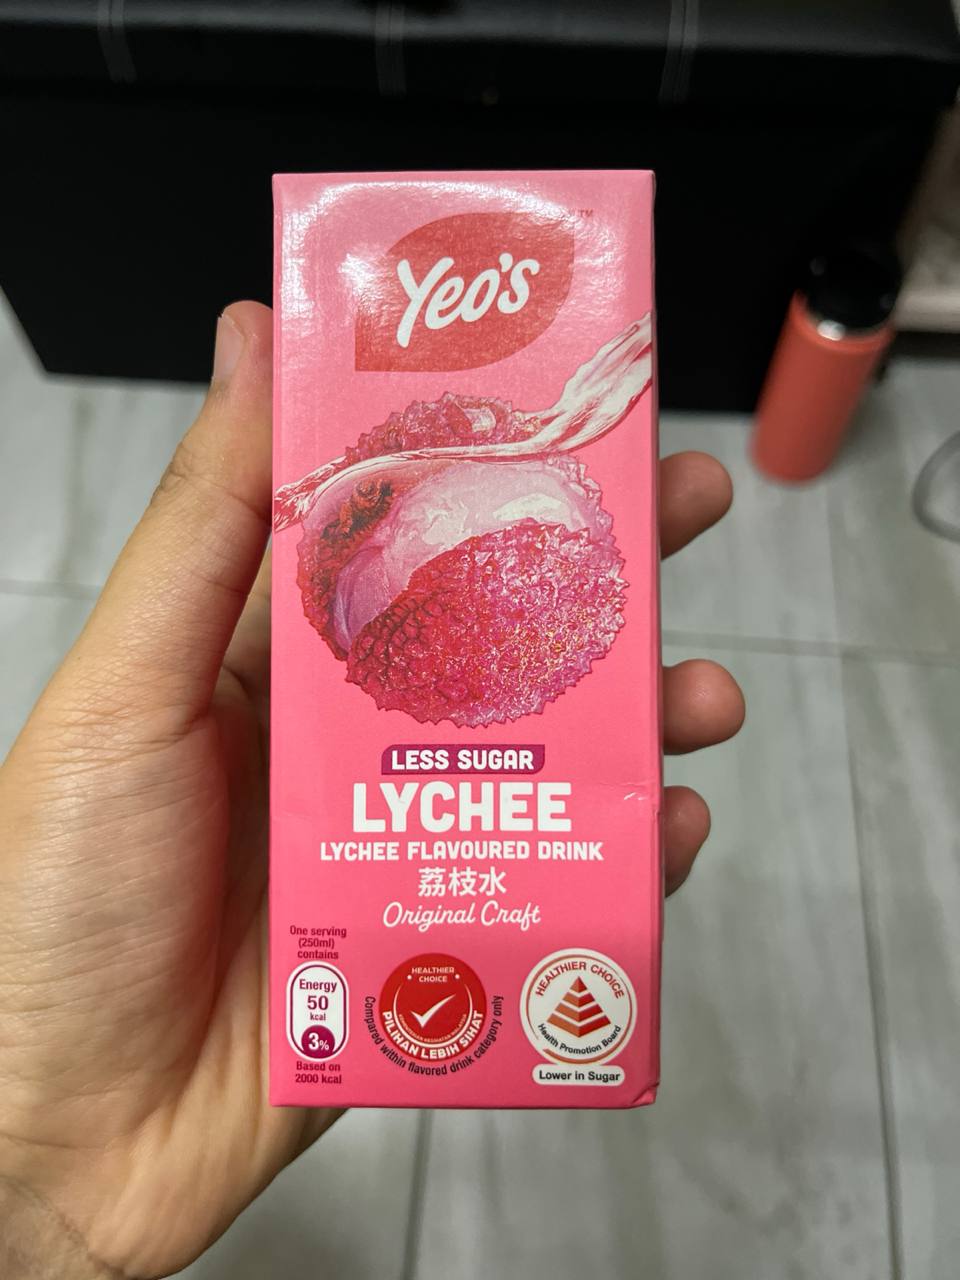 Yeo's
TM
LESS SUGAR
LYCHEE
LYCHEE FLAVOURED DRINK
荔枝水
Original Craft
One serving
(250ml)
contains
Energy
50
kcal
3%
Based on
2000 kcal
HEALTHIER
CHOICE
PILIHAN LEBIH SIHAT
Compared within flavored drink category only
HEALTHIER CHOICE
Health Promotion Board
Lower in Sugar